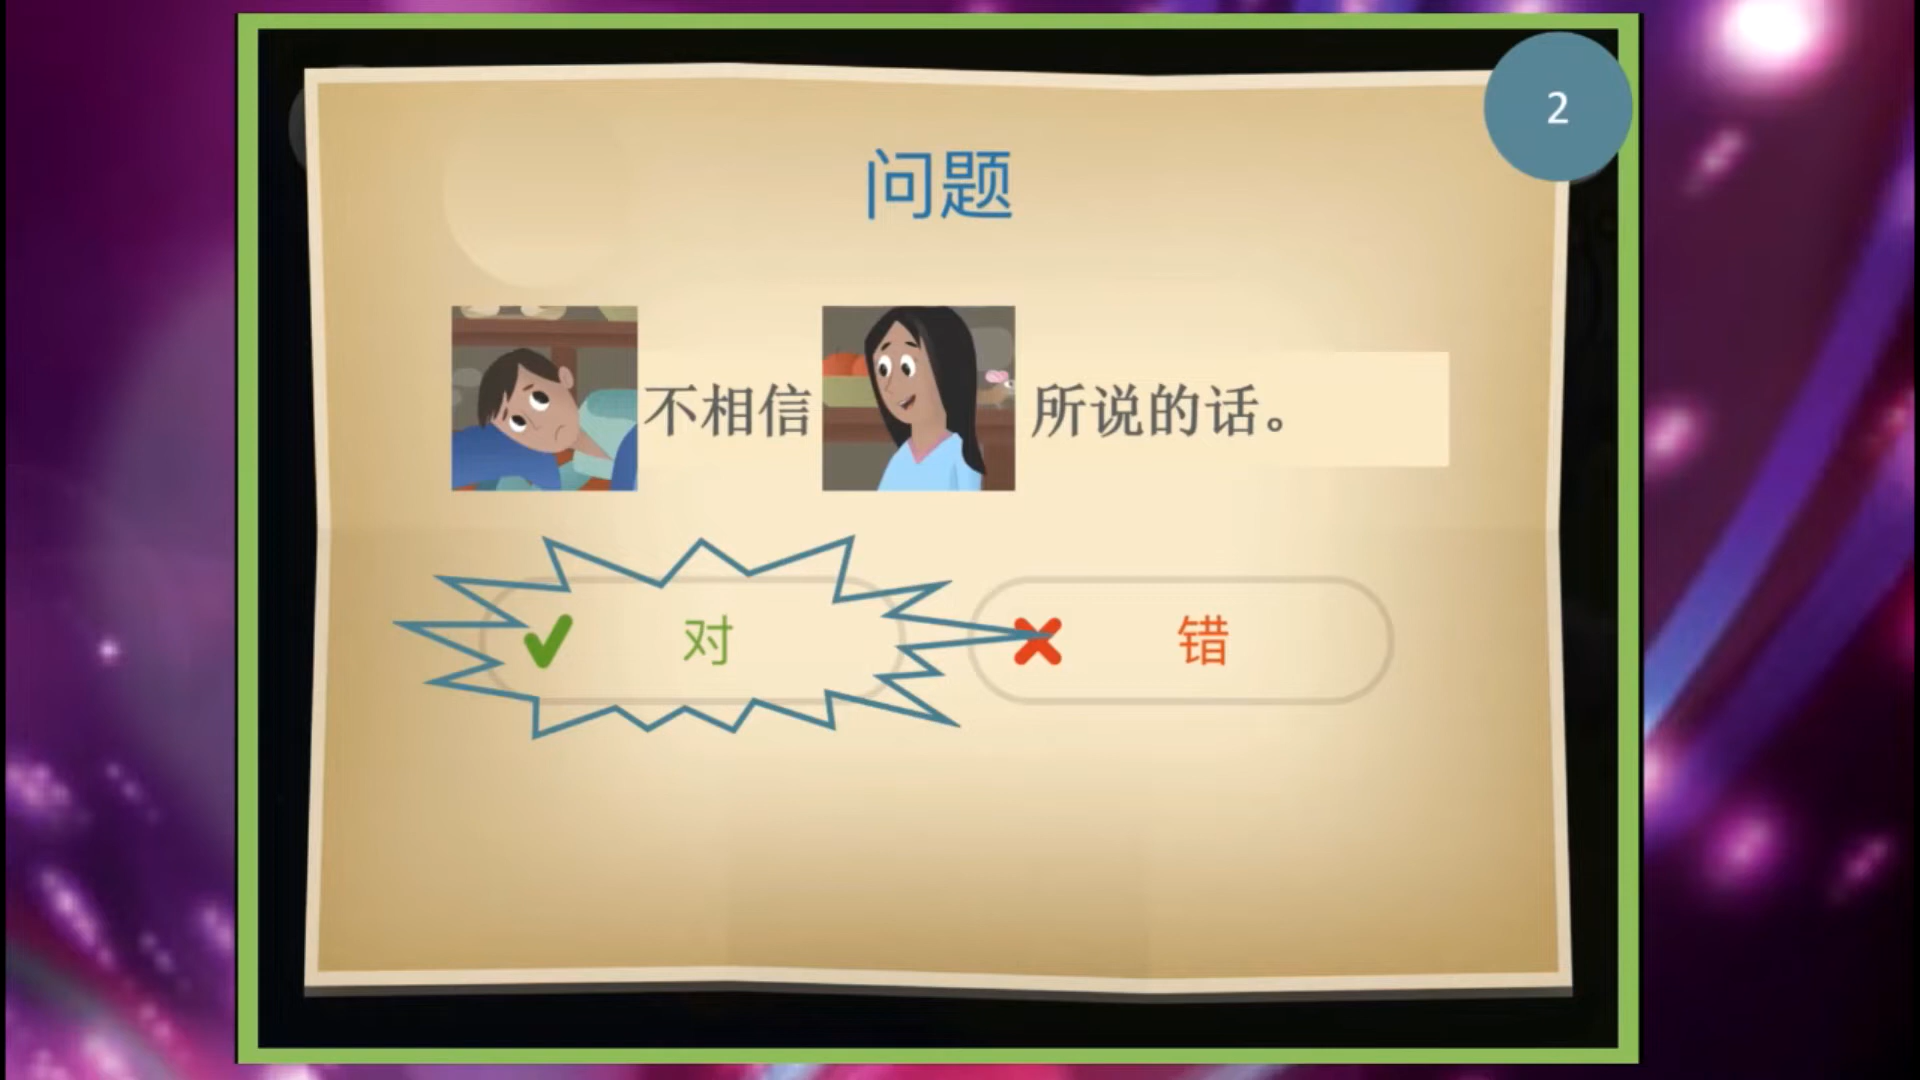 2
问题
不相信 所说的话。
对 错